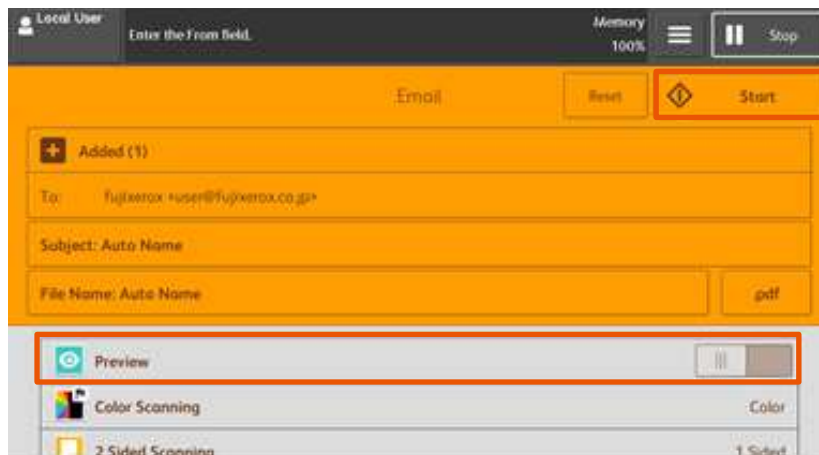 Local User
Enter the From field.
Memory
100%
Stop
Email
Reset
Start
Added (1)
To: fujixerox <user@fujixerox.co.jp>
Subject: Auto Name
File Name: Auto Name
.pdf
Preview
Color Scanning
Color
2 Sided Scanning
1 Sided